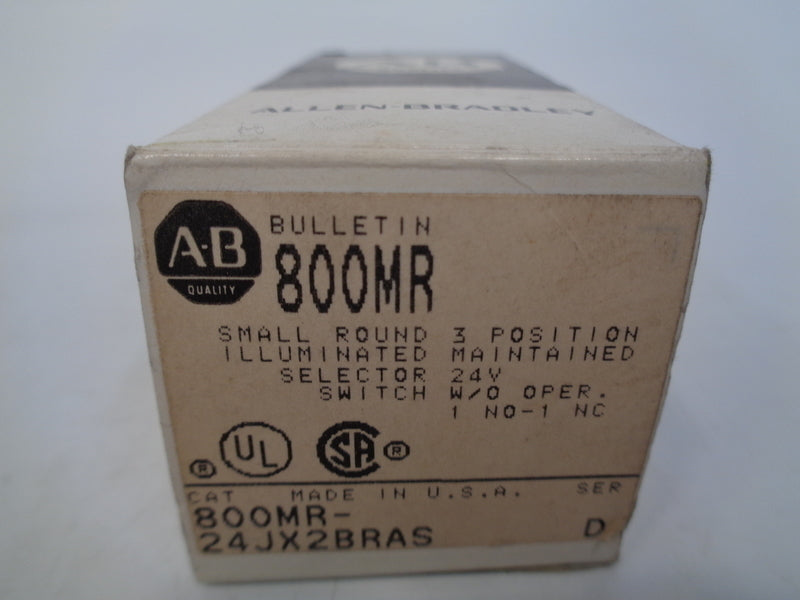 ALLEN-BRADLEY
A-B
QUALITY
BULLETIN
800MR
SMALL ROUND 3 POSITION
ILLUMINATED MAINTAINED
SELECTOR 24V
SWITCH W/O OPER.
1 NO-1 NC
® UL SA ®
CAT MADE IN U.S.A. SER
800MR-
24JX2BRAS D